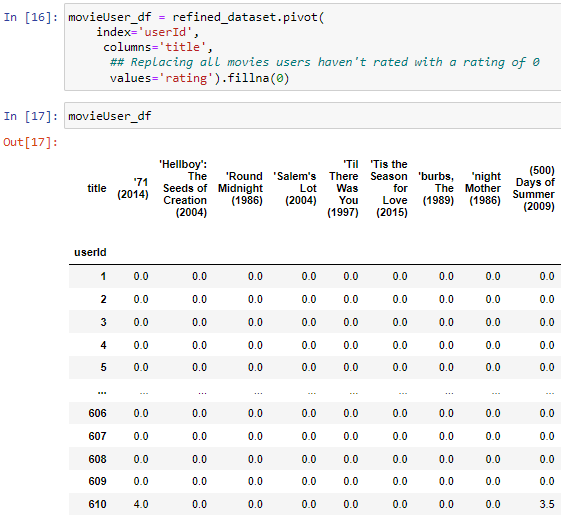 In [16]: movieUser_df = refined_dataset.pivot(
index='userId',
columns='title',
## Replacing all movies users haven't rated with a rating of 0
values='rating').fillna(0)
In [17]: movieUser_df
Out[17]:
title '71 (2014) 'Hellboy': The Seeds of Creation (2004) 'Round Midnight (1986) 'Salem's Lot (2004) 'Til There Was You (1997) 'Tis the Season for Love (2015) 'burbs, The (1989) 'night Mother (1986) (500) Days of Summer (2009)
userId
1 0.0 0.0 0.0 0.0 0.0 0.0 0.0 0.0 0.0
2 0.0 0.0 0.0 0.0 0.0 0.0 0.0 0.0 0.0
3 0.0 0.0 0.0 0.0 0.0 0.0 0.0 0.0 0.0
4 0.0 0.0 0.0 0.0 0.0 0.0 0.0 0.0 0.0
5 0.0 0.0 0.0 0.0 0.0 0.0 0.0 0.0 0.0
... ... ... ... ... ... ... ... ... ...
606 0.0 0.0 0.0 0.0 0.0 0.0 0.0 0.0 0.0
607 0.0 0.0 0.0 0.0 0.0 0.0 0.0 0.0 0.0
608 0.0 0.0 0.0 0.0 0.0 0.0 0.0 0.0 0.0
609 0.0 0.0 0.0 0.0 0.0 0.0 0.0 0.0 0.0
610 4.0 0.0 0.0 0.0 0.0 0.0 0.0 0.0 3.5